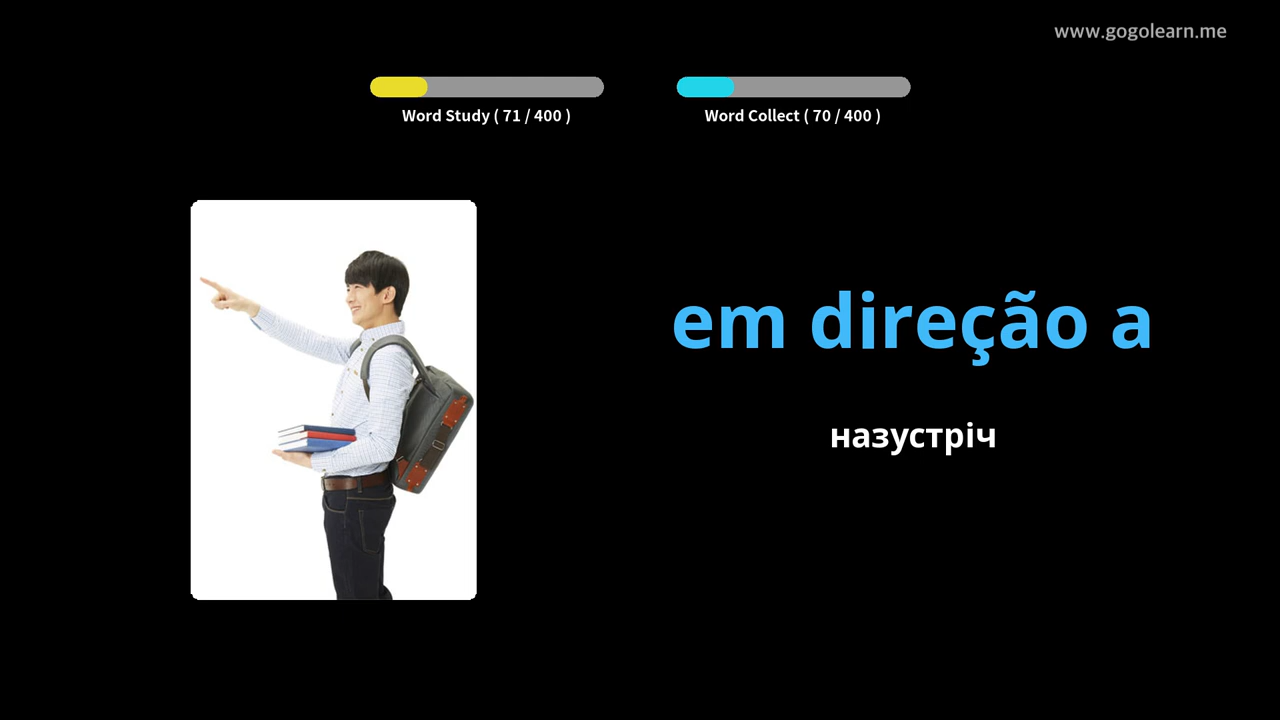 www.gogolearn.me
Word Study ( 71 / 400 )
Word Collect ( 70 / 400 )
em direção a
назустріч